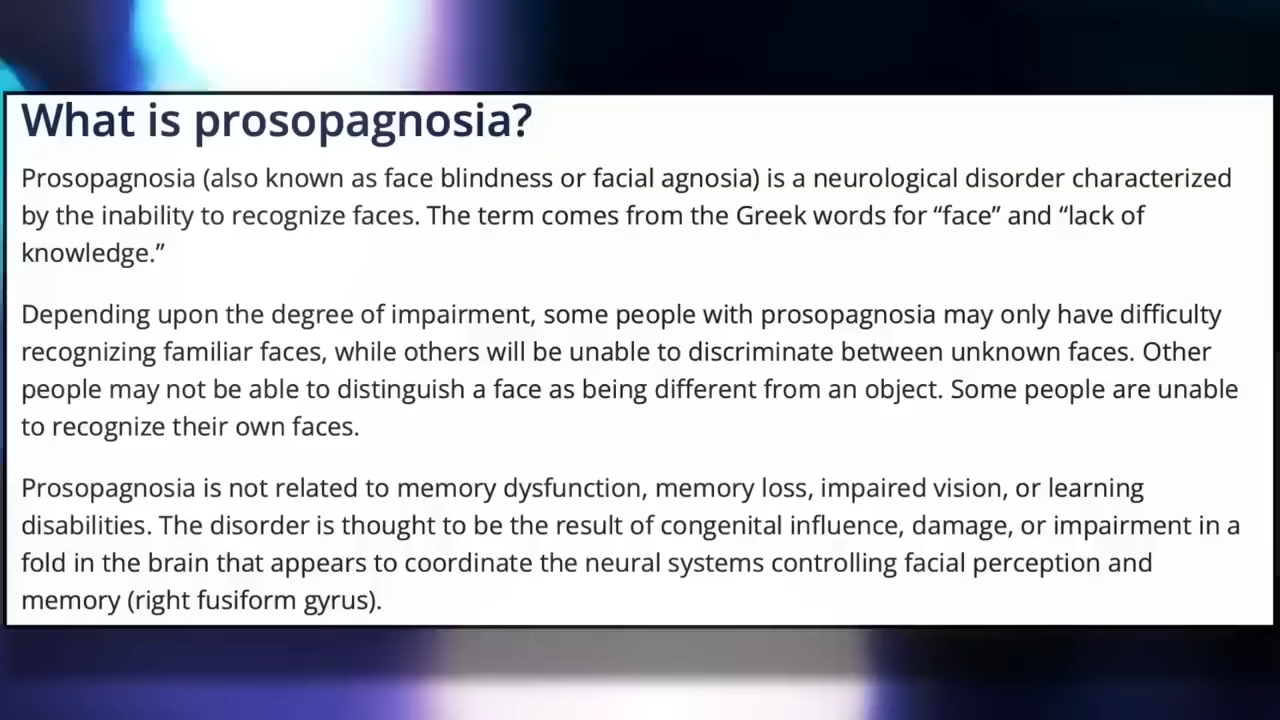 What is prosopagnosia?
Prosopagnosia (also known as face blindness or facial agnosia) is a neurological disorder characterized
by the inability to recognize faces. The term comes from the Greek words for “face” and “lack of
knowledge.”
Depending upon the degree of impairment, some people with prosopagnosia may only have difficulty
recognizing familiar faces, while others will be unable to discriminate between unknown faces. Other
people may not be able to distinguish a face as being different from an object. Some people are unable
to recognize their own faces.
Prosopagnosia is not related to memory dysfunction, memory loss, impaired vision, or learning
disabilities. The disorder is thought to be the result of congenital influence, damage, or impairment in a
fold in the brain that appears to coordinate the neural systems controlling facial perception and
memory (right fusiform gyrus).